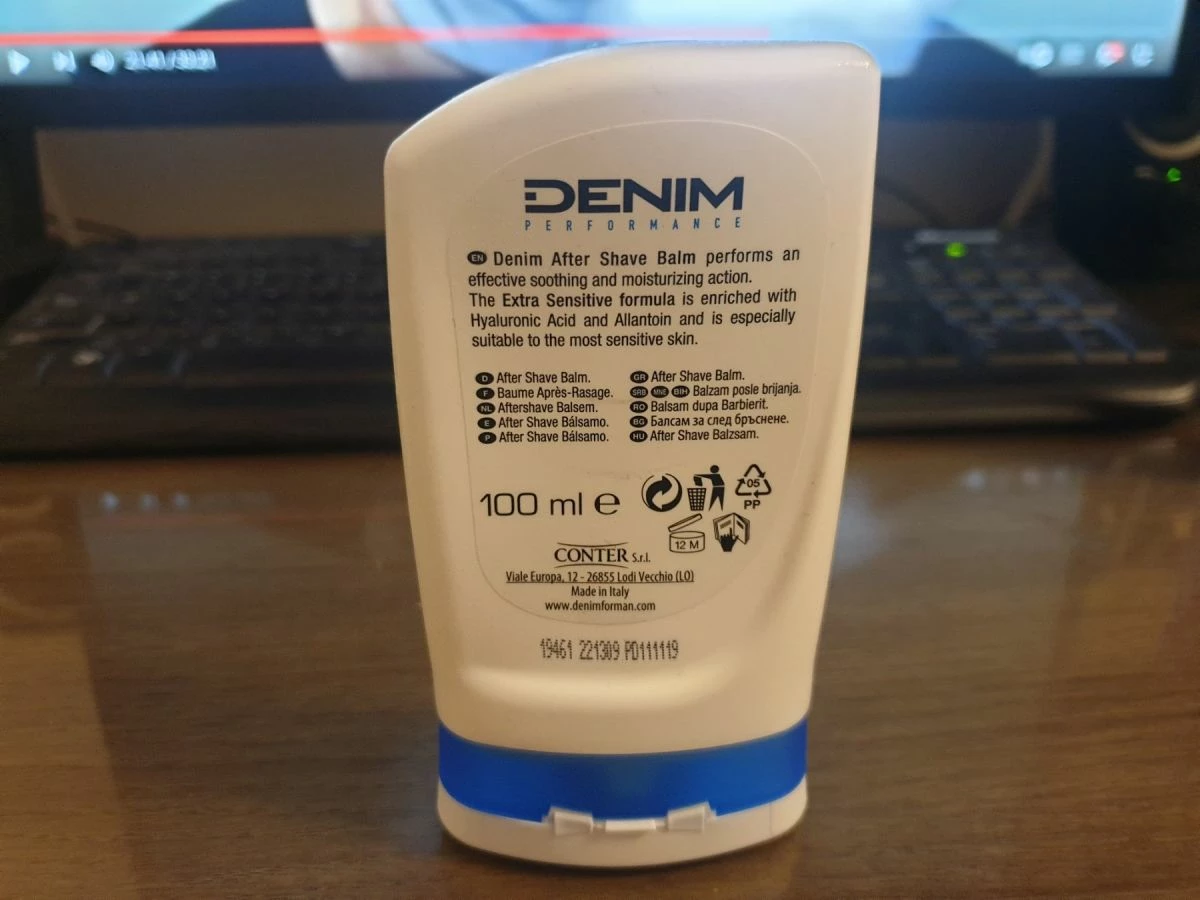 DENIM
PERFORMANCE
EN Denim After Shave Balm performs an
effective soothing and moisturizing action.
The Extra Sensitive formula is enriched with
Hyaluronic Acid and Allantoin and is especially
suitable to the most sensitive skin.
D After Shave Balm.
F Baume Après-Rasage.
NL Aftershave Balsem.
E After Shave Bálsamo.
P After Shave Bálsamo.
GR After Shave Balm.
SRB MNE BIH Balzam posle brijanja.
RO Balsam dupa Barbierit.
BG Балсам за след бръснене.
HU After Shave Balzsam.
100 ml e
05
PP
12 M
CONTER S.r.l.
Viale Europa, 12 - 26855 Lodi Vecchio (LO)
Made in Italy
www.denimforman.com
19461 221309 PD111119